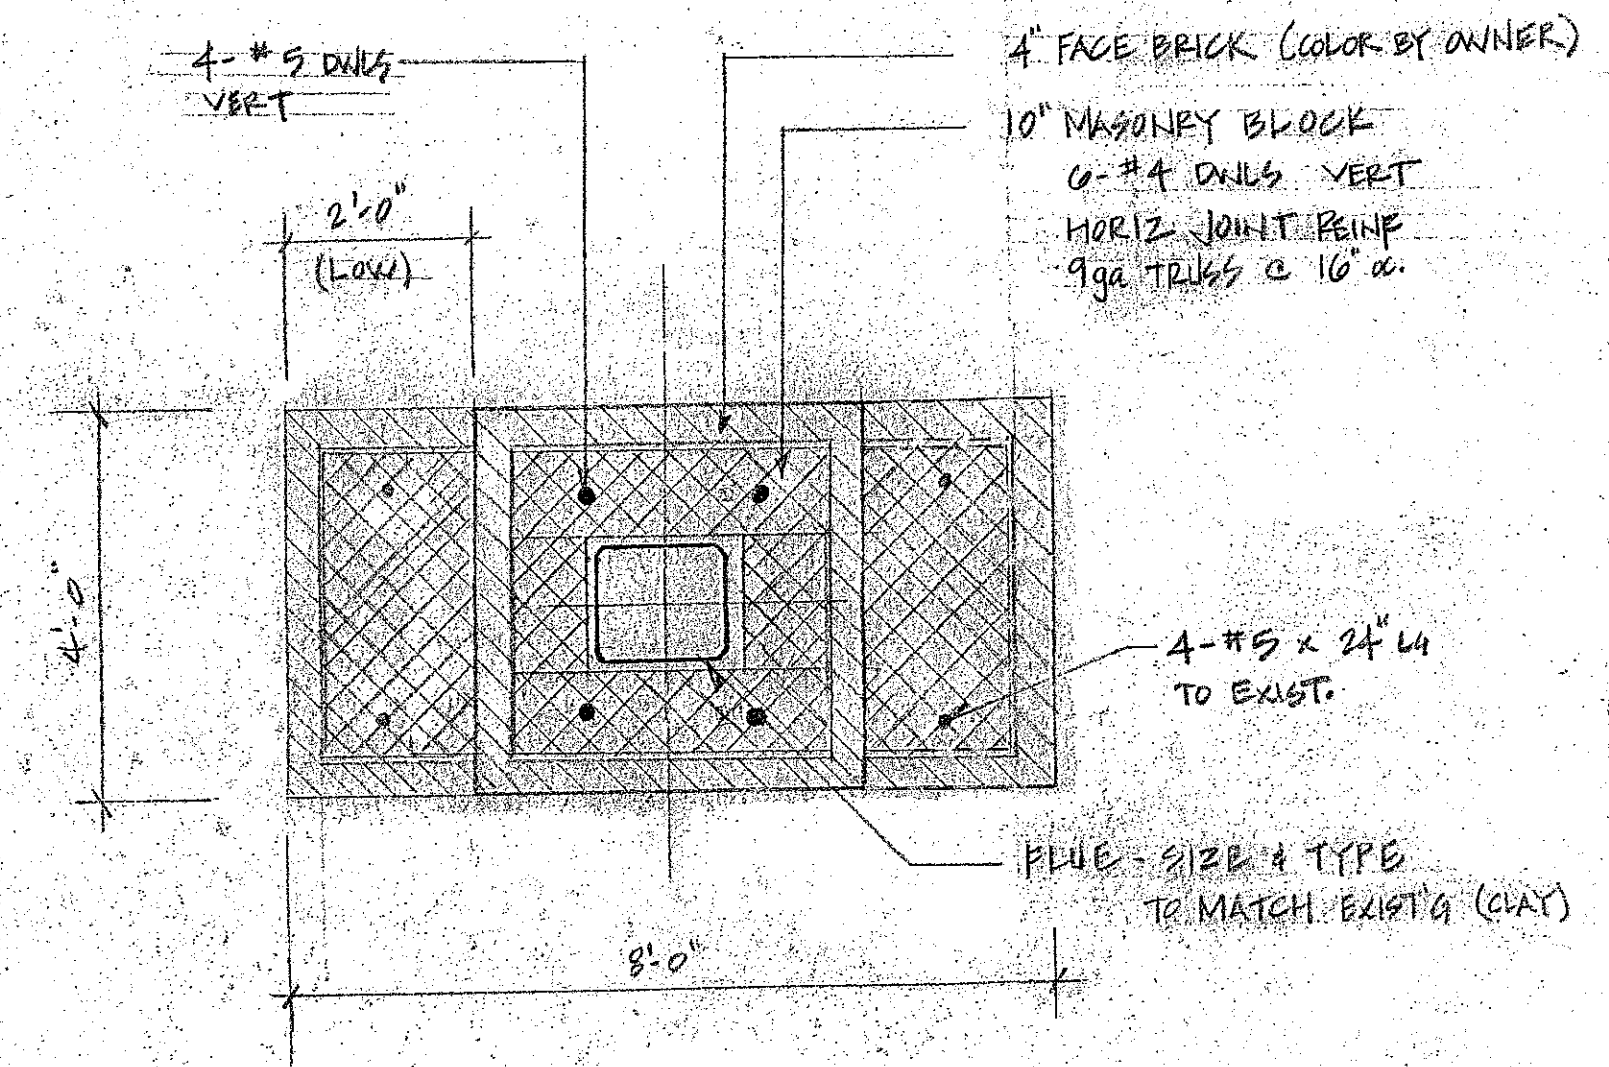 4-#5 DWLS
VERT
4" FACE BRICK (COLOR BY OWNER)
10" MASONRY BLOCK
6-#4 DWLS VERT
HORIZ JOINT REINF
9ga TRUSS @ 16" oc.
2'-0"
(LOW)
4'-0"
4-#5 x 24" LG
TO EXIST.
FLUE - SIZE & TYPE
TO MATCH EXIST'G (CLAY)
8'-0"